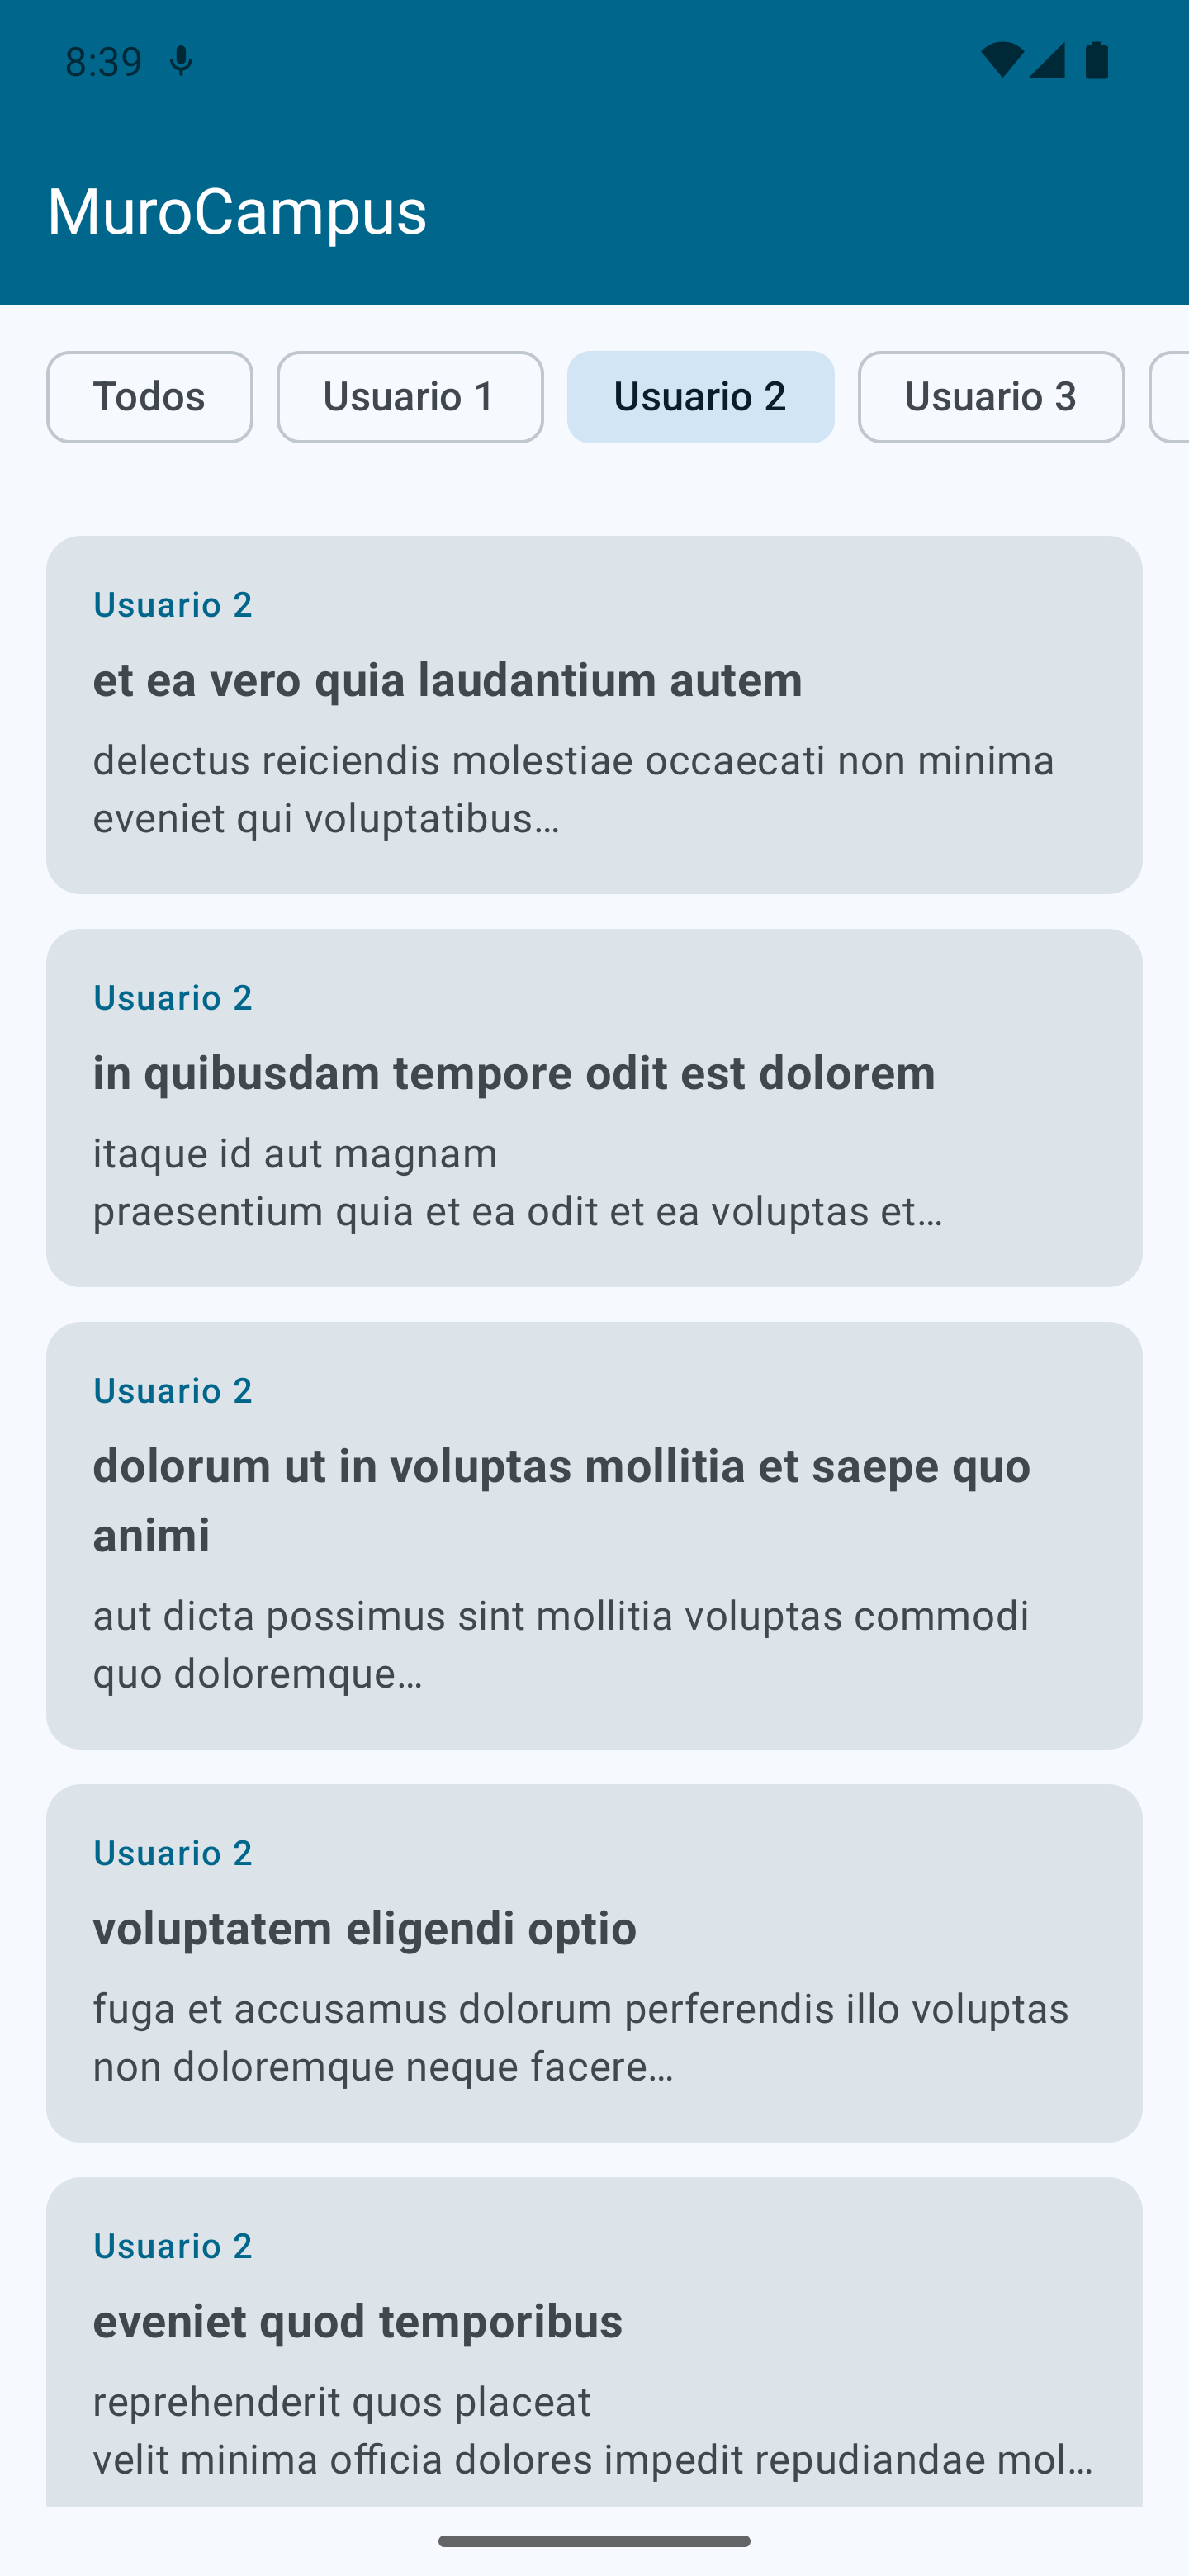 8:39
MuroCampus
Todos
Usuario 1
Usuario 2
Usuario 3
Usuario 2
et ea vero quia laudantium autem
delectus reiciendis molestiae occaecati non minima
eveniet qui voluptatibus…
Usuario 2
in quibusdam tempore odit est dolorem
itaque id aut magnam
praesentium quia et ea odit et ea voluptas et…
Usuario 2
dolorum ut in voluptas mollitia et saepe quo
animi
aut dicta possimus sint mollitia voluptas commodi
quo doloremque…
Usuario 2
voluptatem eligendi optio
fuga et accusamus dolorum perferendis illo voluptas
non doloremque neque facere…
Usuario 2
eveniet quod temporibus
reprehenderit quos placeat
velit minima officia dolores impedit repudiandae mol…